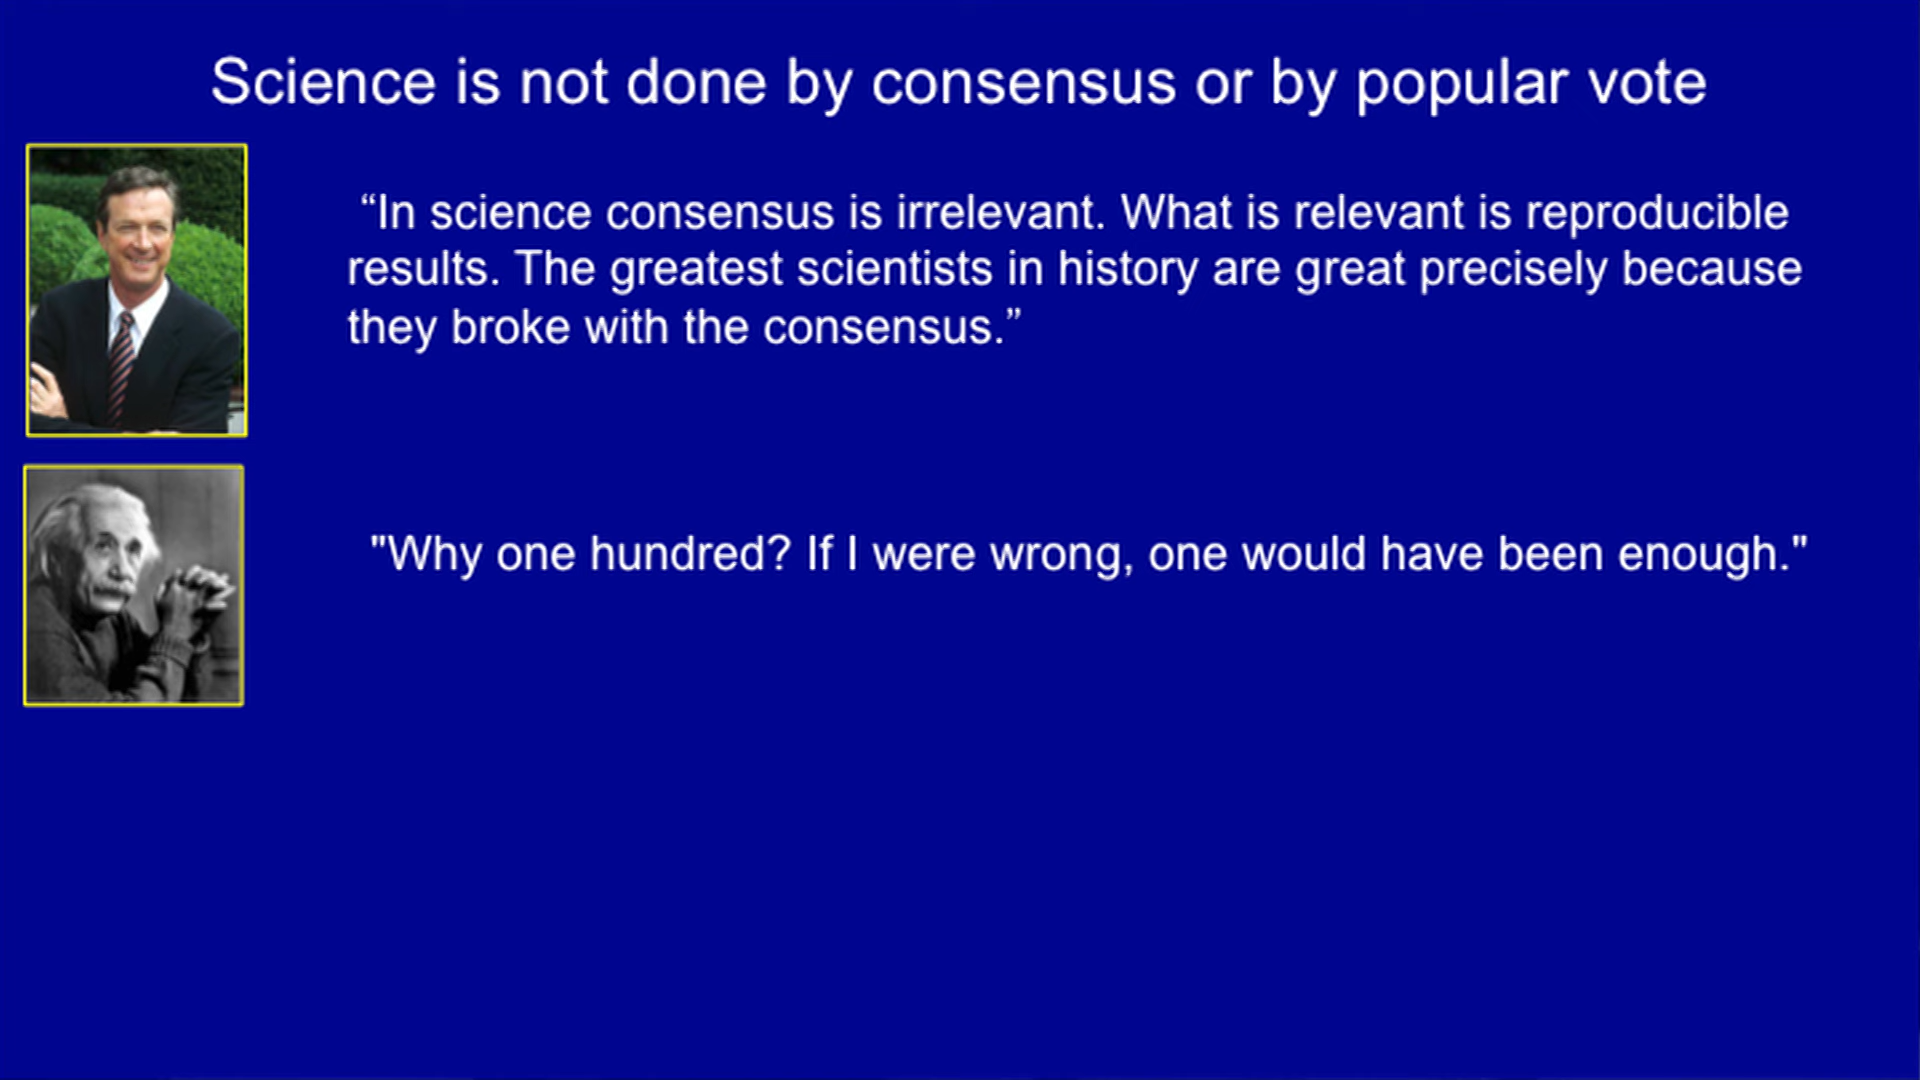 Science is not done by consensus or by popular vote
“In science consensus is irrelevant. What is relevant is reproducible
results. The greatest scientists in history are great precisely because
they broke with the consensus.”
"Why one hundred? If I were wrong, one would have been enough."